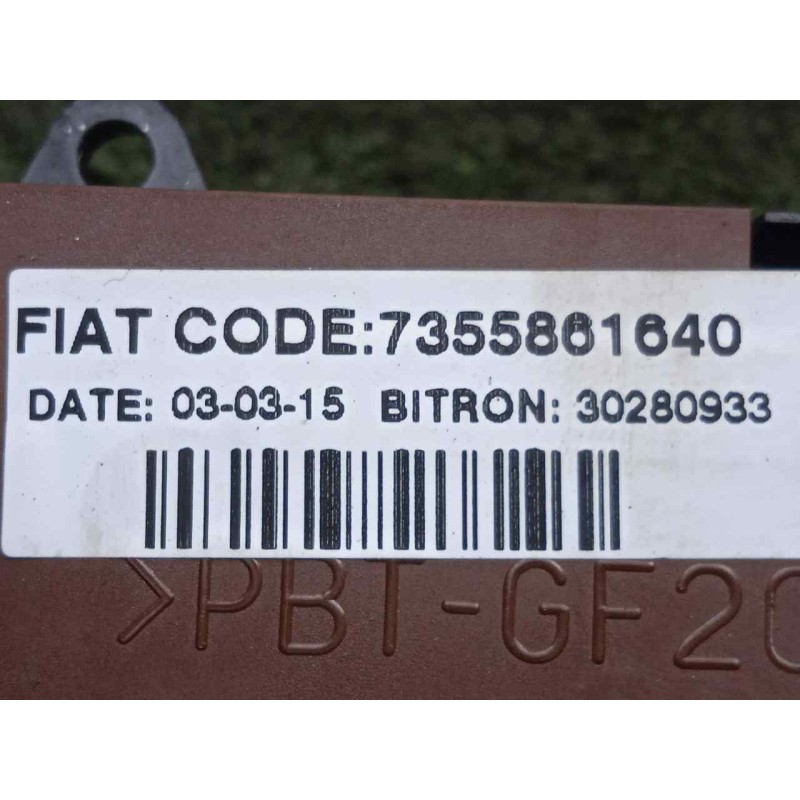 FIAT CODE:7355861640
DATE: 03-03-15 BITRON: 30280933
>PBT-GF20